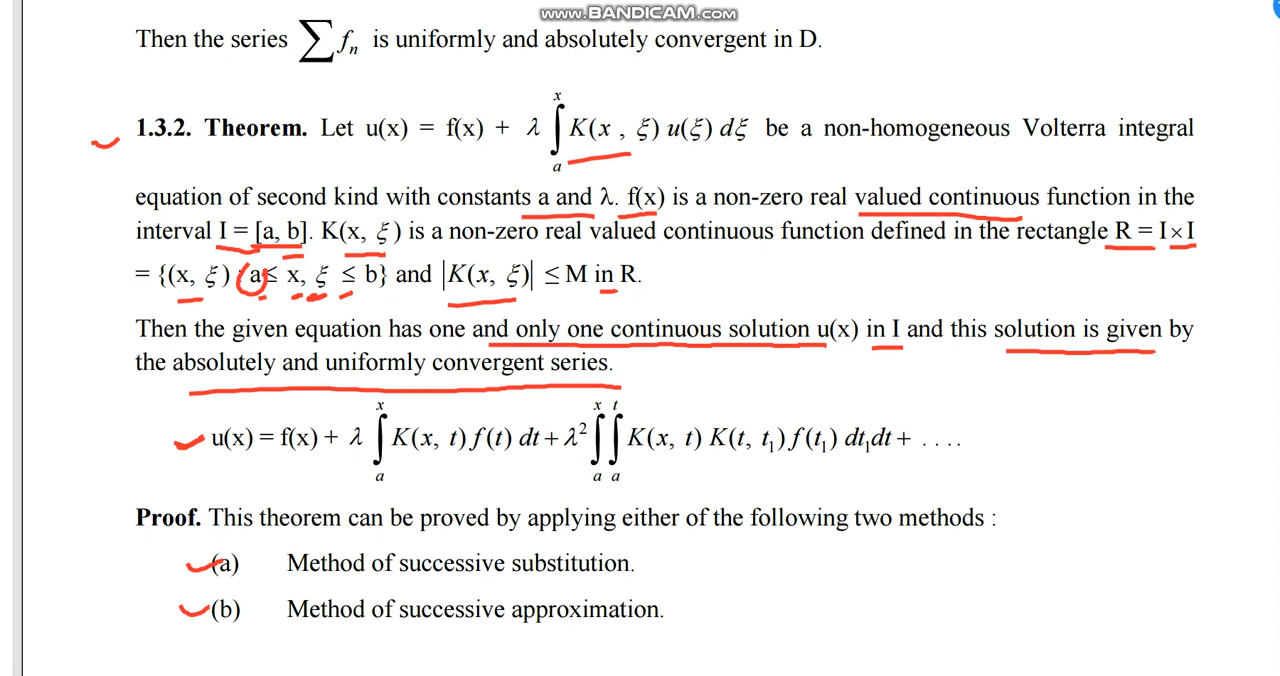 www.BANDICAM.com
Then the series ∑ fₙ is uniformly and absolutely convergent in D.
1.3.2. Theorem. Let u(x) = f(x) + λ ∫ₐˣ K(x , ξ) u(ξ) dξ be a non-homogeneous Volterra integral
equation of second kind with constants a and λ. f(x) is a non-zero real valued continuous function in the
interval I = [a, b]. K(x, ξ) is a non-zero real valued continuous function defined in the rectangle R = I×I
= {(x, ξ) : a ≤ x, ξ ≤ b} and |K(x, ξ)| ≤ M in R.
Then the given equation has one and only one continuous solution u(x) in I and this solution is given by
the absolutely and uniformly convergent series.
u(x) = f(x) + λ ∫ₐˣ K(x, t) f(t) dt + λ² ∫ₐˣ ∫ₐᵗ K(x, t) K(t, t₁) f(t₁) dt₁dt + ....
Proof. This theorem can be proved by applying either of the following two methods :
(a) Method of successive substitution.
(b) Method of successive approximation.